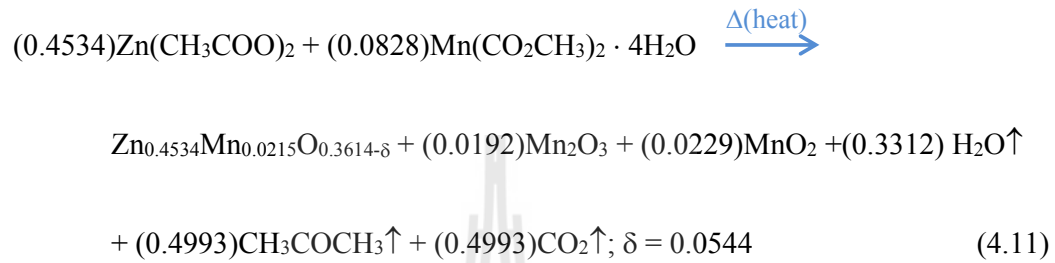 Δ(heat)
(0.4534)Zn(CH₃COO)₂ + (0.0828)Mn(CO₂CH₃)₂ · 4H₂O
Zn₀.₄₅₃₄Mn₀.₀₂₁₅O₀.₃₆₁₄₋δ + (0.0192)Mn₂O₃ + (0.0229)MnO₂ +(0.3312) H₂O↑
+ (0.4993)CH₃COCH₃↑ + (0.4993)CO₂↑; δ = 0.0544 (4.11)